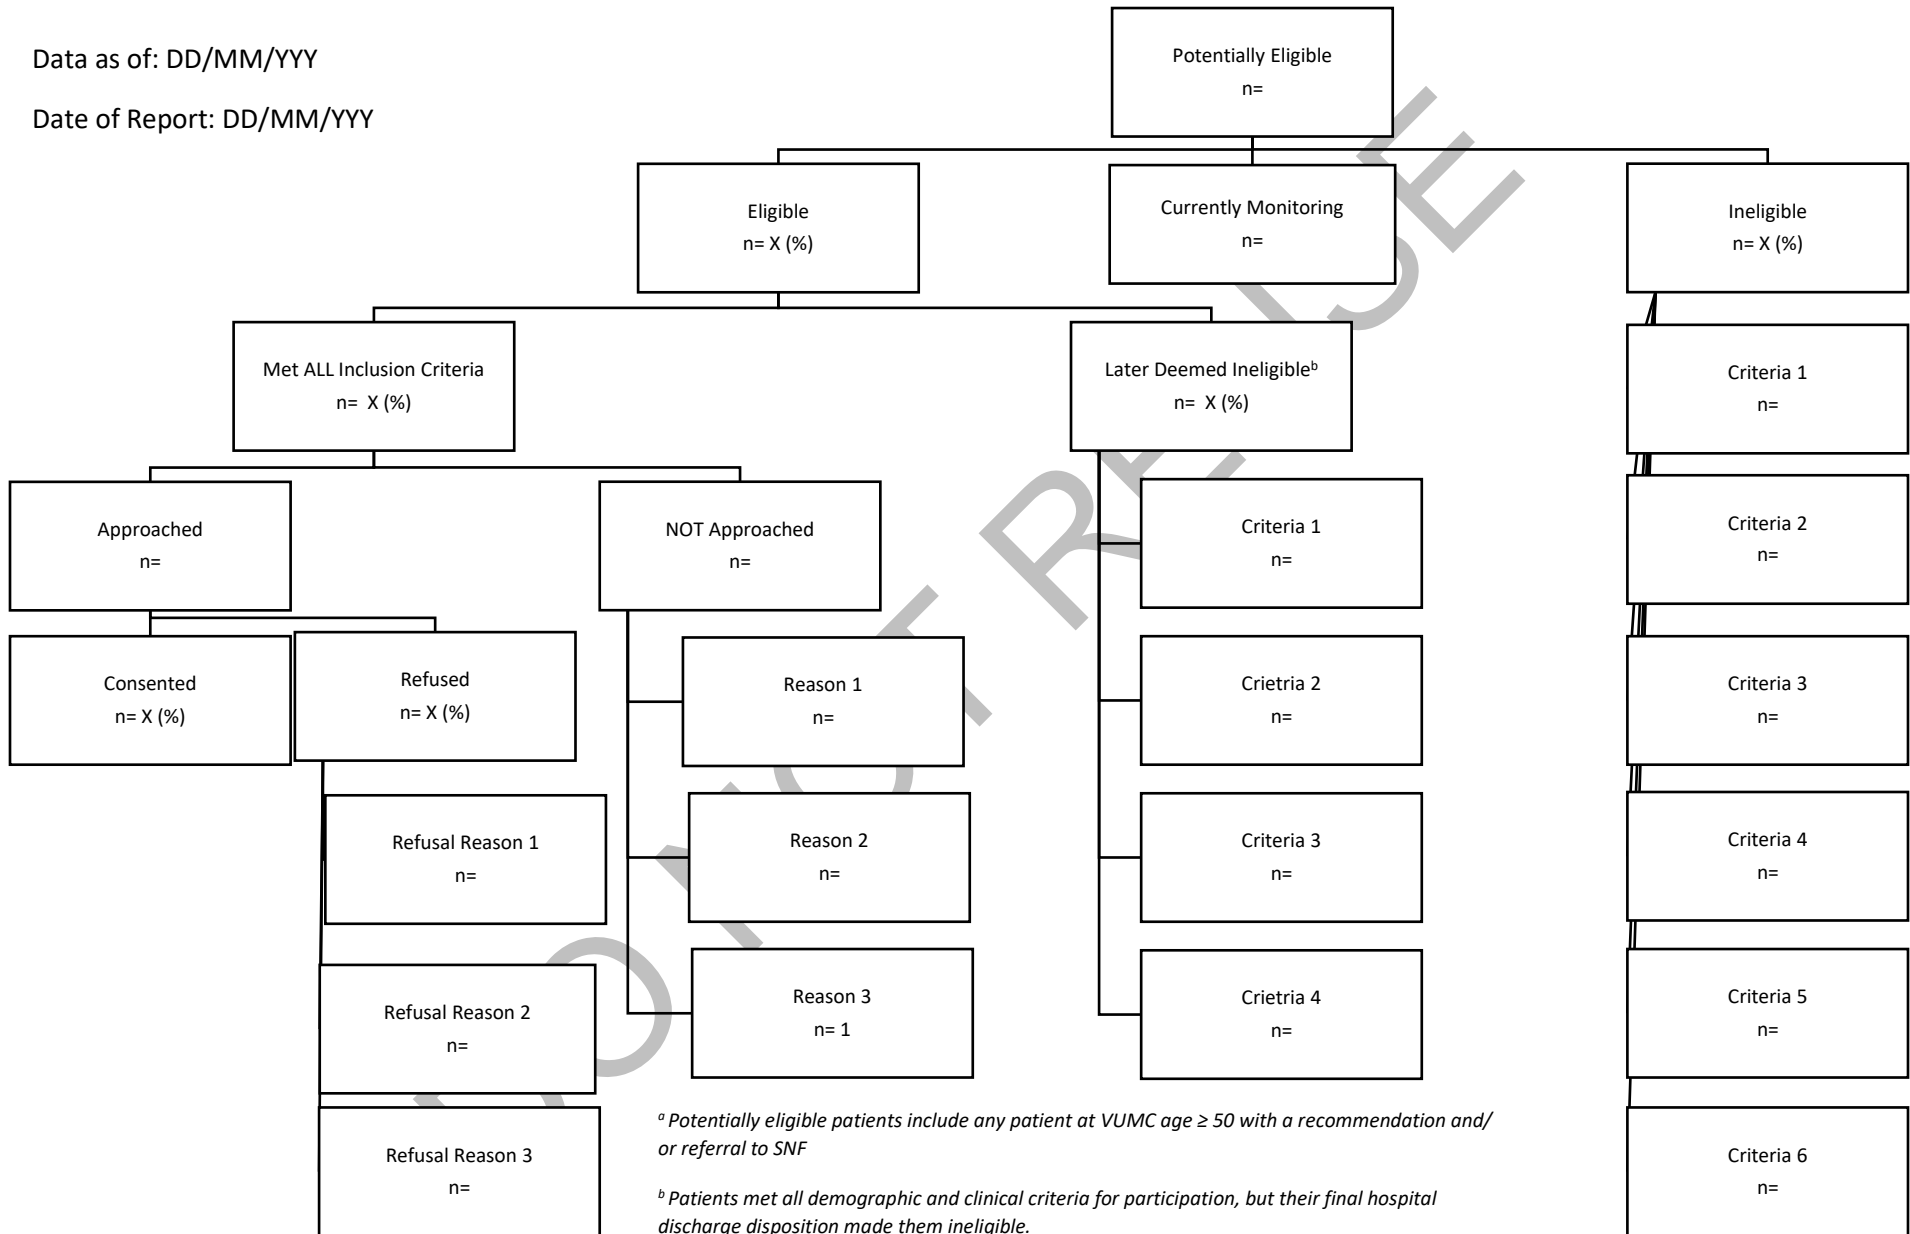 Data as of: DD/MM/YYY
Date of Report: DD/MM/YYY
Potentially Eligible
n=
Eligible
n= X (%)
Currently Monitoring
n=
Ineligible
n= X (%)
Met ALL Inclusion Criteria
n=  X (%)
Later Deemed Ineligibleᵇ
n=  X (%)
Approached
n=
NOT Approached
n=
Consented
n= X (%)
Refused
n= X (%)
Refusal Reason 1
n=
Refusal Reason 2
n=
Refusal Reason 3
n=
Reason 1
n=
Reason 2
n=
Reason 3
n= 1
Criteria 1
n=
Crietria 2
n=
Criteria 3
n=
Crietria 4
n=
Criteria 1
n=
Criteria 2
n=
Criteria 3
n=
Criteria 4
n=
Criteria 5
n=
Criteria 6
n=
ᵃ Potentially eligible patients include any patient at VUMC age ≥ 50 with a recommendation and/
or referral to SNF
ᵇ Patients met all demographic and clinical criteria for participation, but their final hospital
discharge disposition made them ineligible.